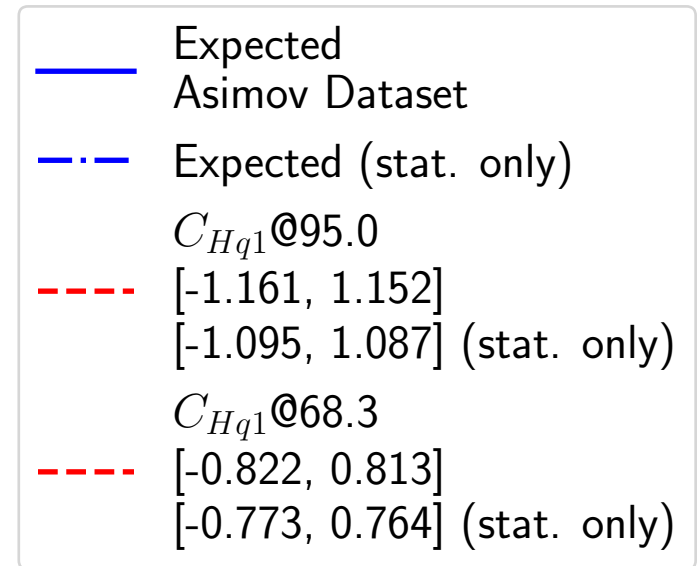 Expected
Asimov Dataset
Expected (stat. only)
C_{Hq1}@95.0
[-1.161, 1.152]
[-1.095, 1.087] (stat. only)
C_{Hq1}@68.3
[-0.822, 0.813]
[-0.773, 0.764] (stat. only)